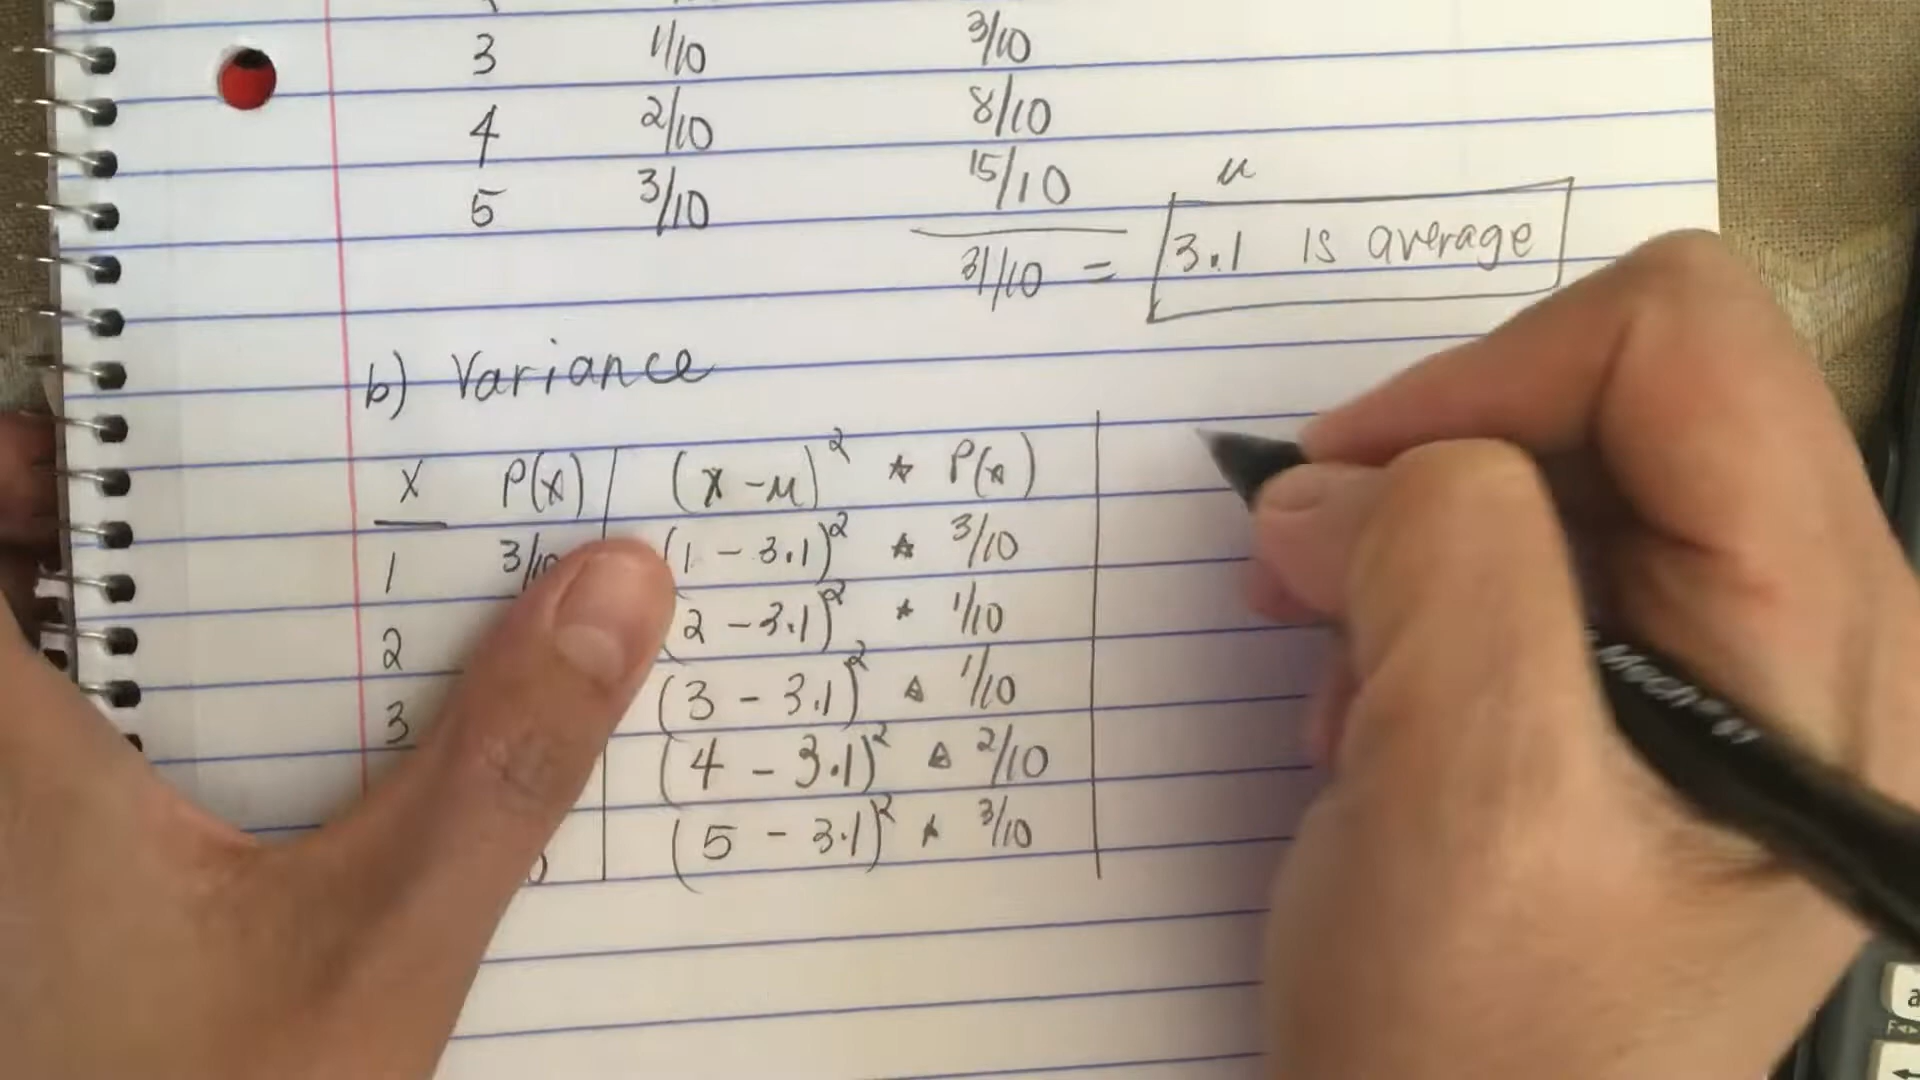 3 1/10 3/10
4 2/10 8/10
5 3/10 15/10
μ
31/10 = 3.1 is average
b) Variance
x P(x) (x-μ)² * P(x)
1 3/10 (1 - 3.1)² * 3/10
2 (2 - 3.1)² * 1/10
3 (3 - 3.1)² * 1/10
(4 - 3.1)² * 2/10
(5 - 3.1)² * 3/10